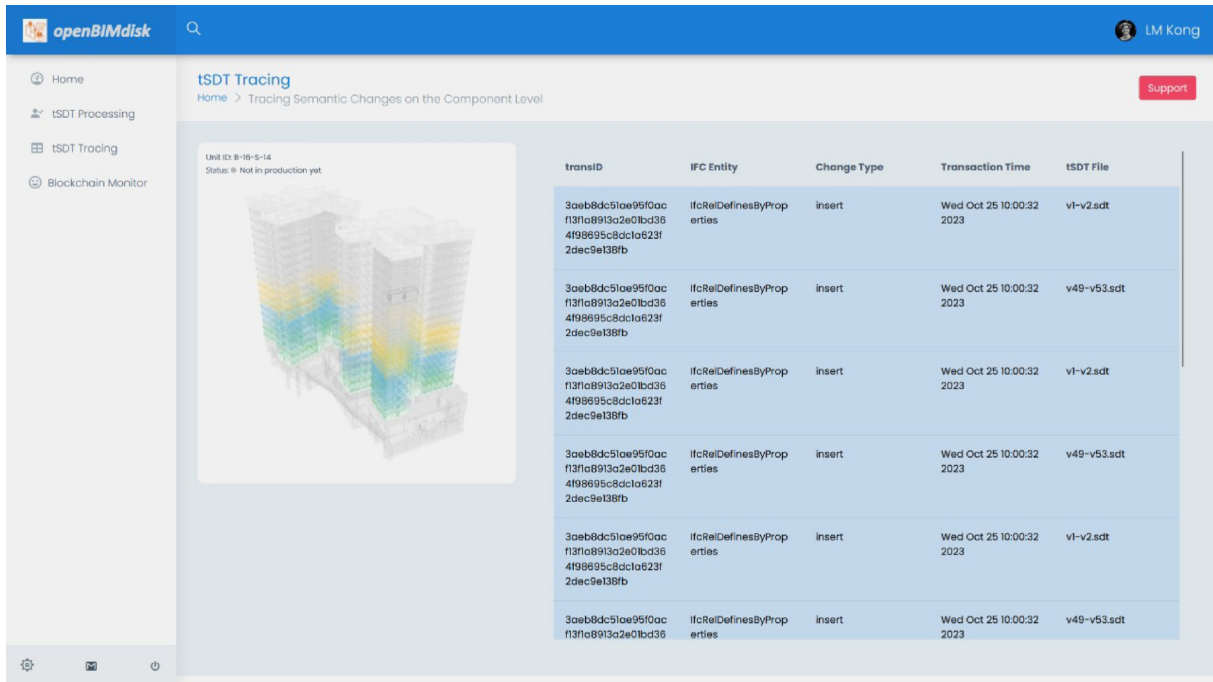 openBIMdisk
LM Kong
Home
tSDT Processing
tSDT Tracing
Blockchain Monitor
tSDT Tracing
Home > Tracing Semantic Changes on the Component Level
Support
Unit ID: B-16-S-14
Status: Not in production yet
transID IFC Entity Change Type Transaction Time tSDT File
3aeb8dc51ae95f0ac IfcRelDefinesByProp insert Wed Oct 25 10:00:32 v1-v2.sdt
f13f1a8913a2e01bd36 erties 2023
4f98695c8dc1a623f
2dec9e138fb
3aeb8dc51ae95f0ac IfcRelDefinesByProp insert Wed Oct 25 10:00:32 v49-v53.sdt
f13f1a8913a2e01bd36 erties 2023
4f98695c8dc1a623f
2dec9e138fb
3aeb8dc51ae95f0ac IfcRelDefinesByProp insert Wed Oct 25 10:00:32 v1-v2.sdt
f13f1a8913a2e01bd36 erties 2023
4f98695c8dc1a623f
2dec9e138fb
3aeb8dc51ae95f0ac IfcRelDefinesByProp insert Wed Oct 25 10:00:32 v49-v53.sdt
f13f1a8913a2e01bd36 erties 2023
4f98695c8dc1a623f
2dec9e138fb
3aeb8dc51ae95f0ac IfcRelDefinesByProp insert Wed Oct 25 10:00:32 v1-v2.sdt
f13f1a8913a2e01bd36 erties 2023
4f98695c8dc1a623f
2dec9e138fb
3aeb8dc51ae95f0ac IfcRelDefinesByProp insert Wed Oct 25 10:00:32 v49-v53.sdt
f13f1a8913a2e01bd36 erties 2023